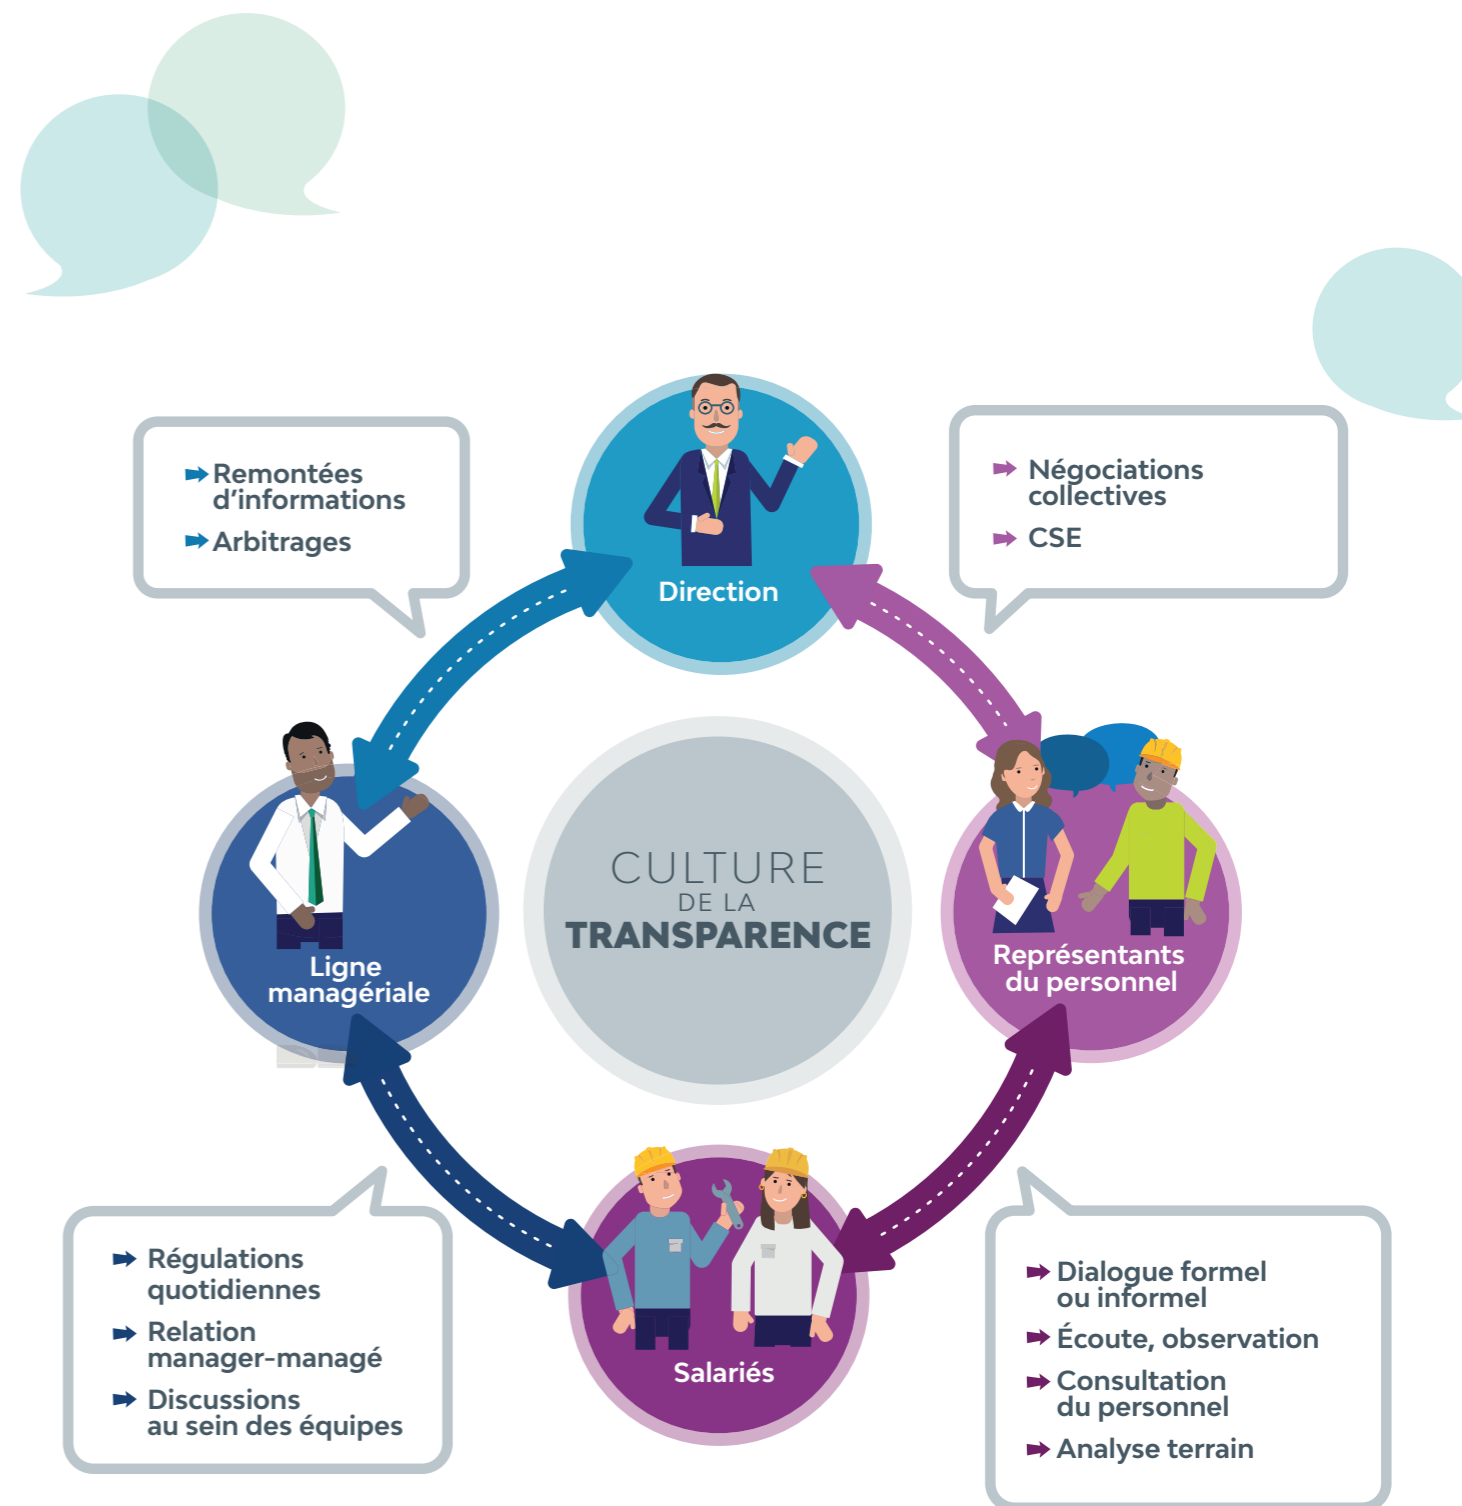 Remontées
d’informations
Arbitrages
Négociations
collectives
CSE
Direction
CULTURE
DE LA
TRANSPARENCE
Ligne
managériale
Représentants
du personnel
Salariés
Régulations
quotidiennes
Relation
manager-managé
Discussions
au sein des équipes
Dialogue formel
ou informel
Écoute, observation
Consultation
du personnel
Analyse terrain